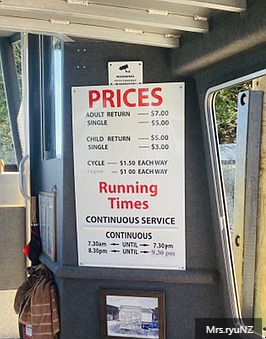 PRICES
ADULT RETURN ----- $7.00
SINGLE ----- $5.00
CHILD RETURN ----- $5.00
SINGLE ----- $3.00
CYCLE ---- $1.50 EACH WAY
---- $1 00 EACH WAY
Running
Times
CONTINUOUS SERVICE
CONTINUOUS
7.30am ◄─ UNTIL ─► 7.30pm
8.30pm ◄─ UNTIL ─► 9.30 pm
Mrs.ryuNZ